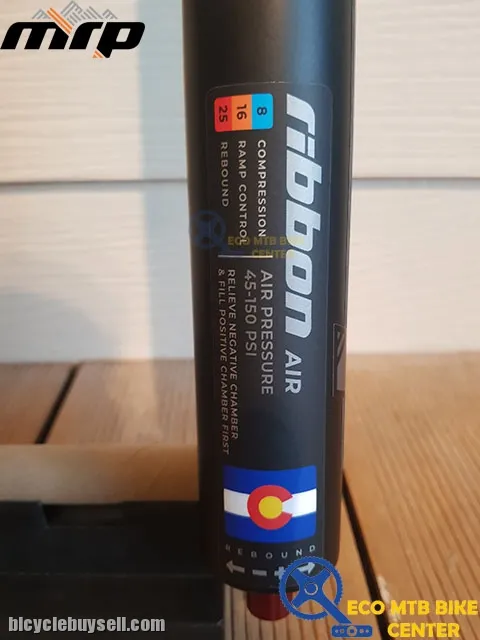 mrp
ribbon AIR
8 COMPRESSION
16 RAMP CONTROL
25 REBOUND
AIR PRESSURE
45-150 PSI
RELIEVE NEGATIVE CHAMBER
& FILL POSITIVE CHAMBER FIRST
ECO MTB BIKE
CENTER
REBOUND
- +
ECO MTB BIKE
CENTER
bicyclebuysell.com